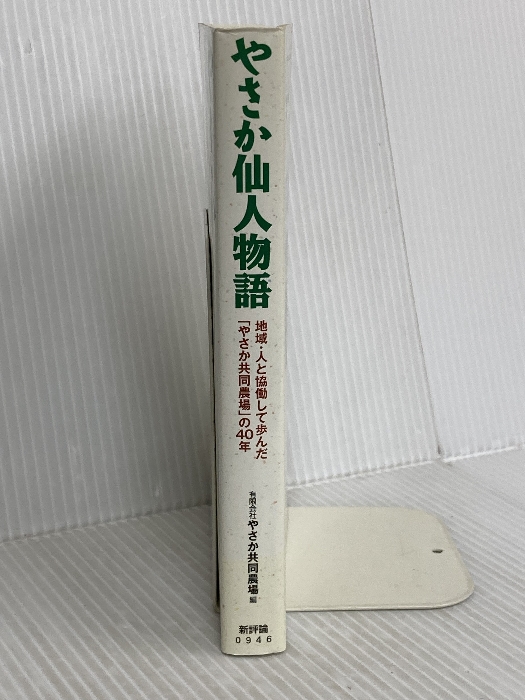 やさか仙人物語
地域・人と協働して歩んだ
「やさか共同農場」の40年
有限会社 やさか共同農場 編
新評論
0946